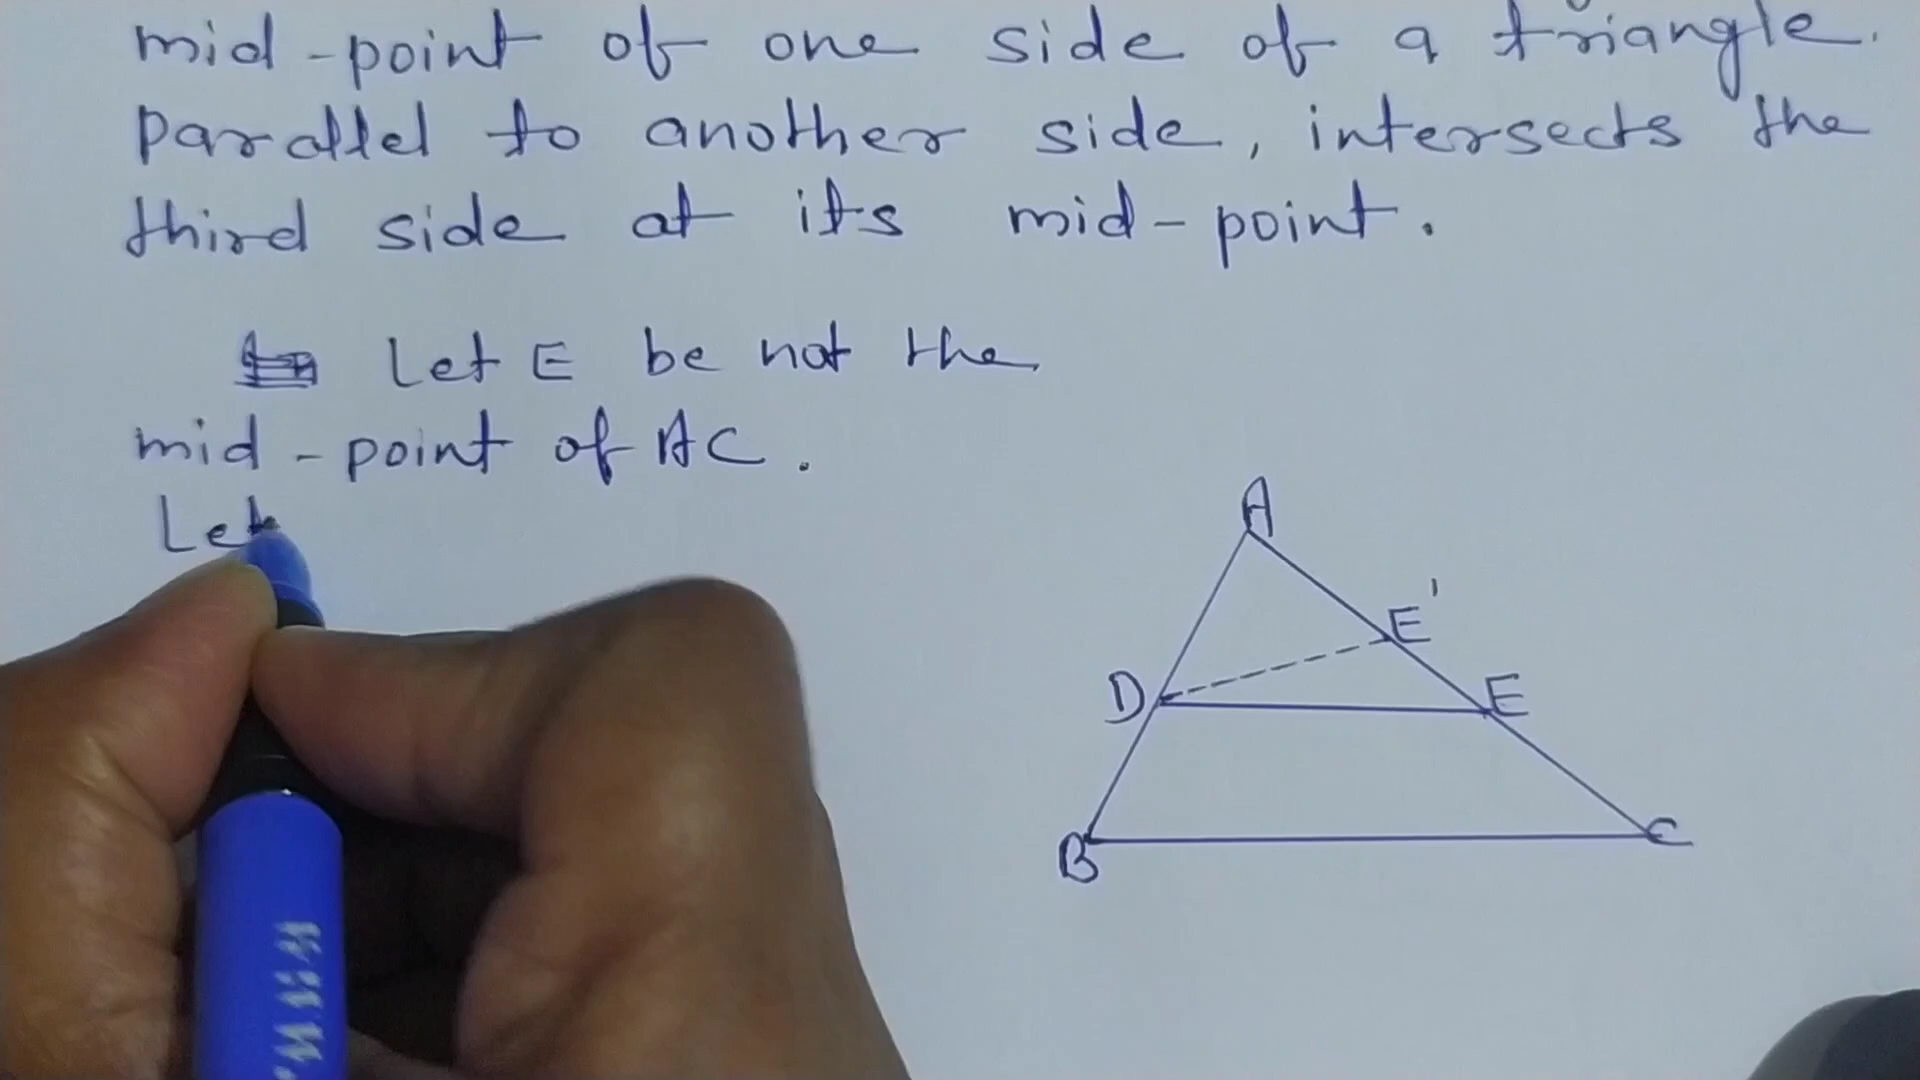 mid-point of one side of a triangle.
parallel to another side, intersects the
third side at its mid-point.
Let E be not the
mid-point of AC.
Let
A
E'
D
E
B
C